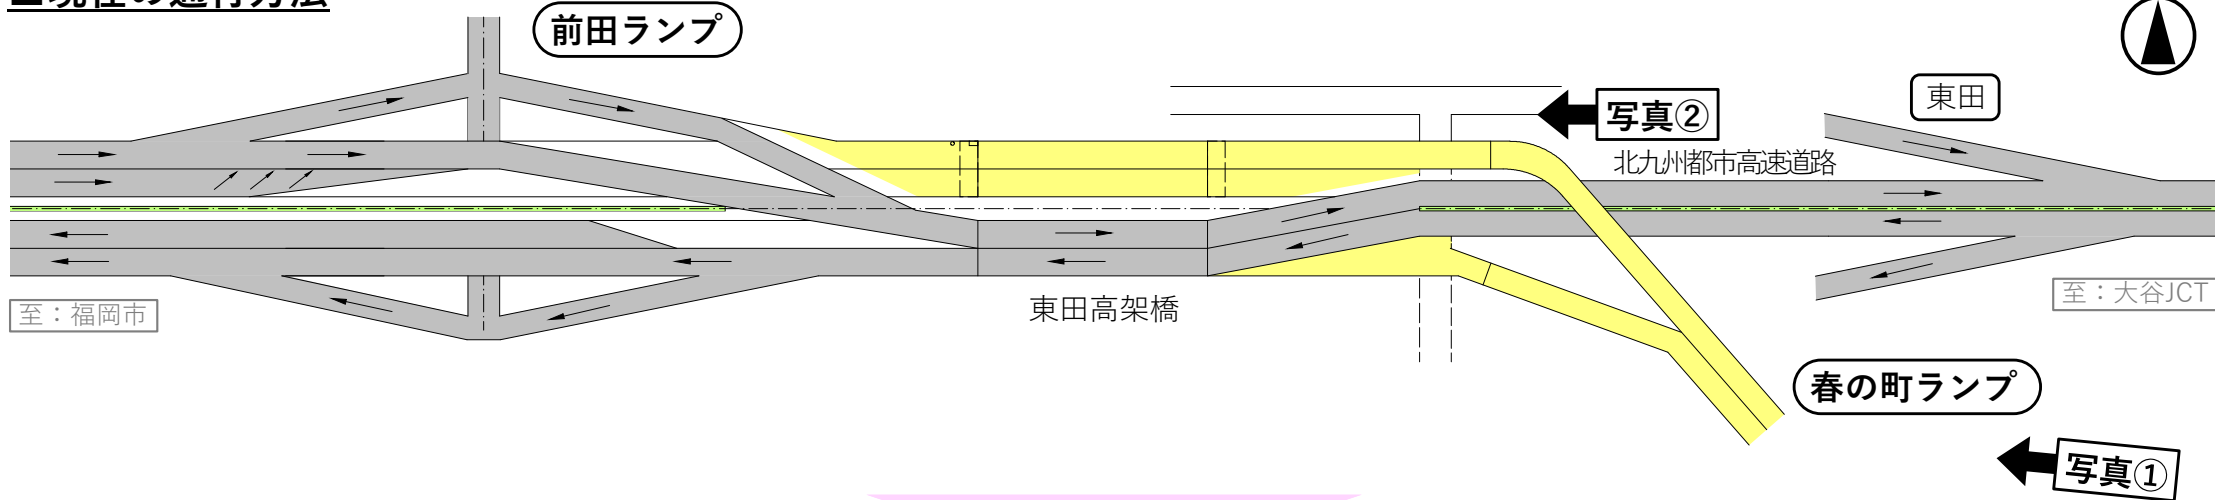 ■現在の通行方法
前田ランプ
写真②
東田
北九州都市高速道路
至：福岡市
東田高架橋
至：大谷JCT
春の町ランプ
写真①